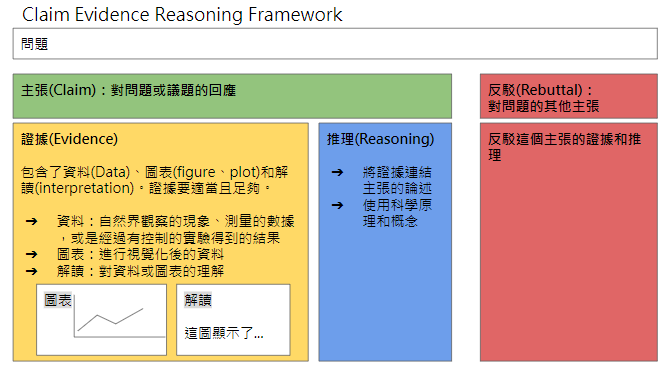 Claim Evidence Reasoning Framework
問題
主張(Claim)：對問題或議題的回應
反駁(Rebuttal)：
對問題的其他主張
證據(Evidence)
包含了資料(Data)、圖表(figure、plot)和解
讀(interpretation)。證據要適當且足夠。
➔ 資料：自然界觀察的現象、測量的數據
，或是經過有控制的實驗得到的結果
➔ 圖表：進行視覺化後的資料
➔ 解讀：對資料或圖表的理解
圖表
解讀
這圖顯示了...
推理(Reasoning)
➔ 將證據連結
主張的論述
➔ 使用科學原
理和概念
反駁這個主張的證據和推
理